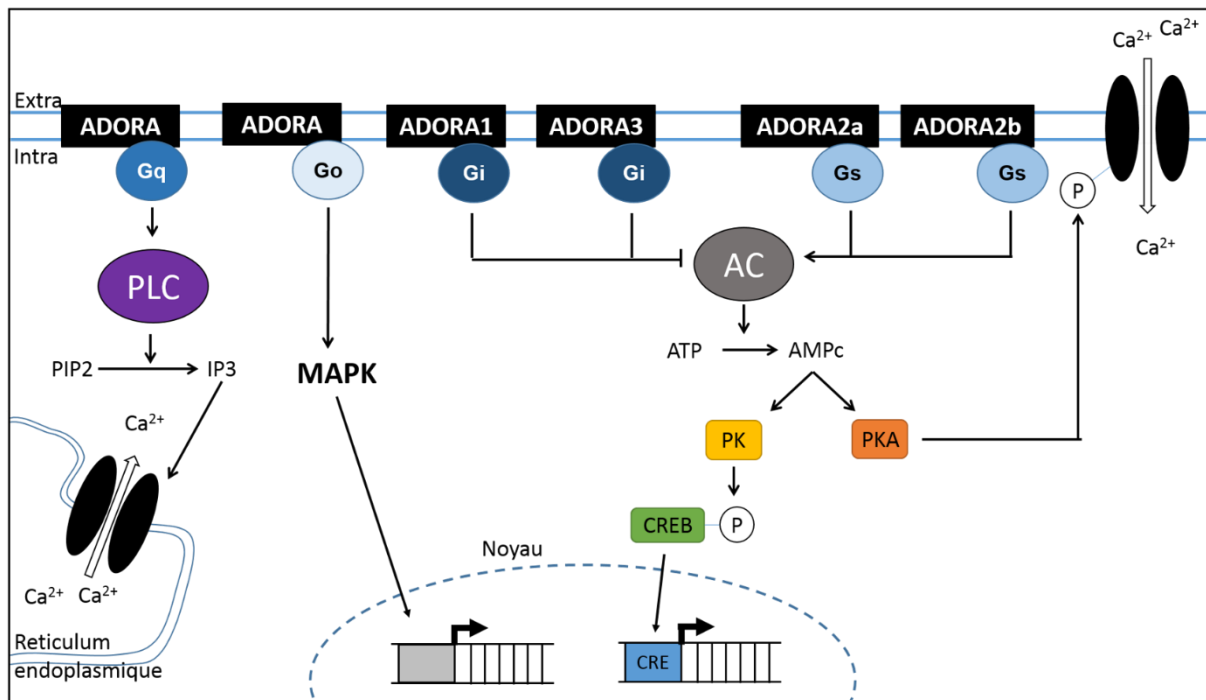 Ca²⁺ Ca²⁺
Extra
ADORA ADORA ADORA1 ADORA3 ADORA2a ADORA2b
Intra
Gq Go Gi Gi Gs Gs
P
Ca²⁺
PLC
AC
PIP2 IP3
MAPK
ATP AMPc
Ca²⁺
PK PKA
CREB P
Noyau
Ca²⁺ Ca²⁺
Reticulum
endoplasmique
CRE